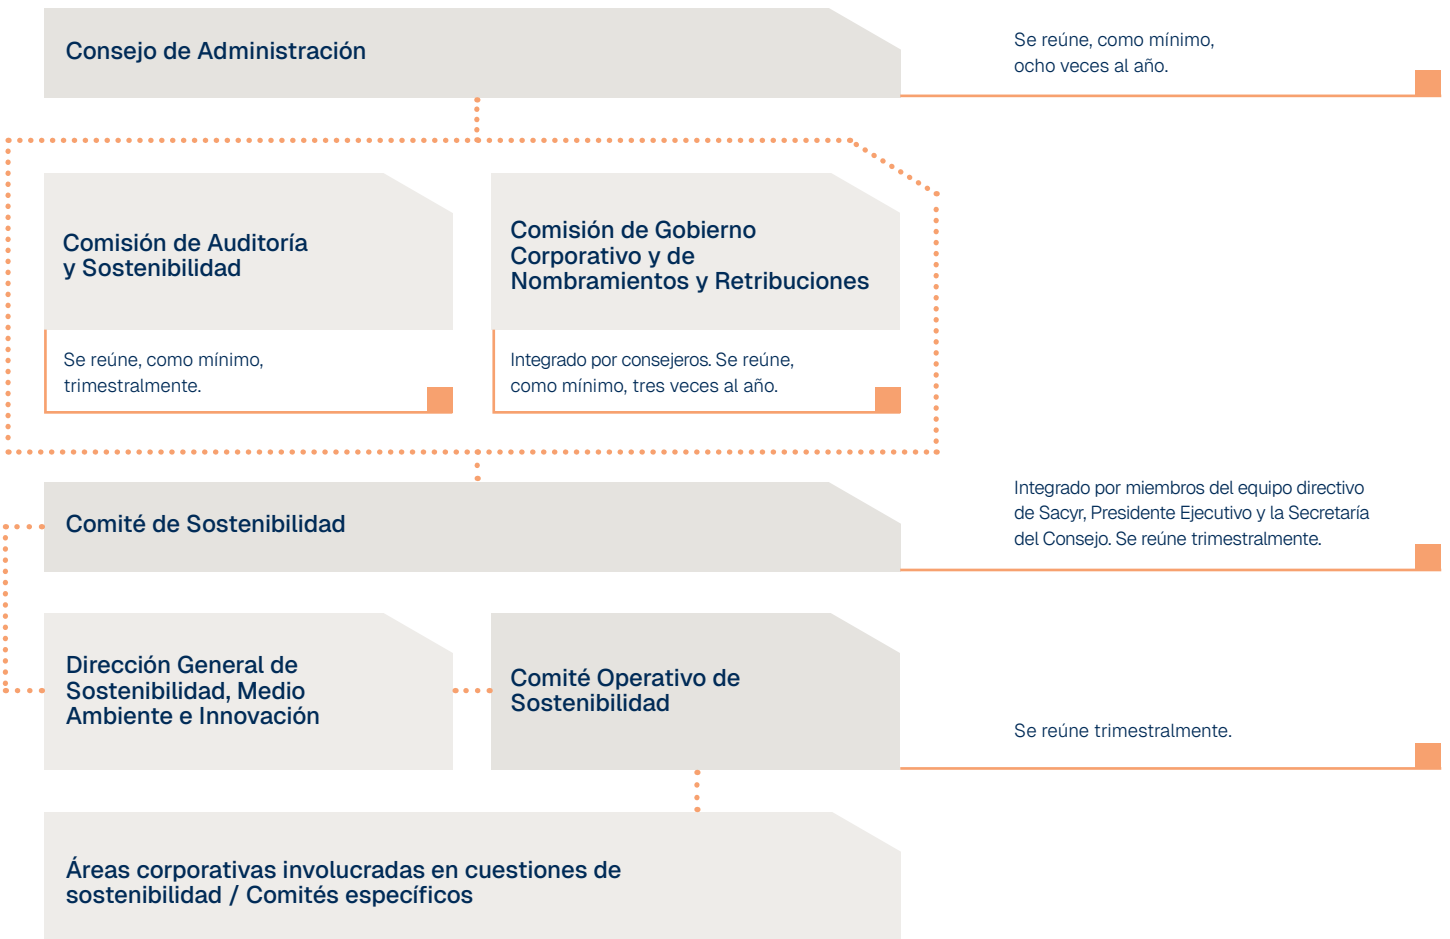 Consejo de Administración
Se reúne, como mínimo,
ocho veces al año.
Comisión de Auditoría
y Sostenibilidad
Se reúne, como mínimo,
trimestralmente.
Comisión de Gobierno
Corporativo y de
Nombramientos y Retribuciones
Integrado por consejeros. Se reúne,
como mínimo, tres veces al año.
Comité de Sostenibilidad
Integrado por miembros del equipo directivo
de Sacyr, Presidente Ejecutivo y la Secretaría
del Consejo. Se reúne trimestralmente.
Dirección General de
Sostenibilidad, Medio
Ambiente e Innovación
Comité Operativo de
Sostenibilidad
Se reúne trimestralmente.
Áreas corporativas involucradas en cuestiones de
sostenibilidad / Comités específicos